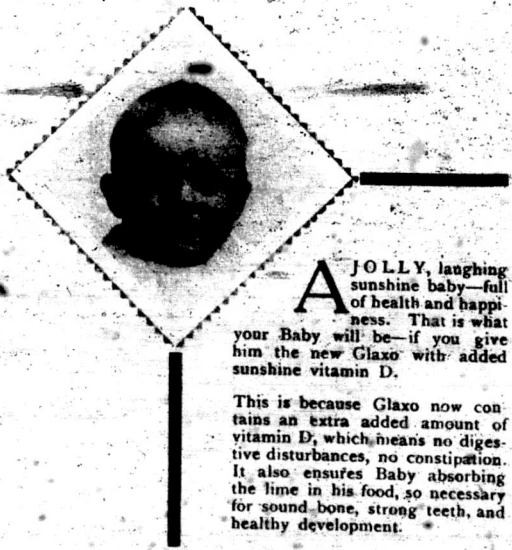 A JOLLY, laughing
sunshine baby—full
of health and happi-
ness. That is what
your Baby will be—if you give
him the new Glaxo with added
sunshine vitamin D.
This is because Glaxo now con
tains an extra added amount of
vitamin D, which means no diges-
tive disturbances, no constipation.
It also ensures Baby absorbing
the lime in his food, so necessary
for sound bone, strong teeth, and
healthy development.